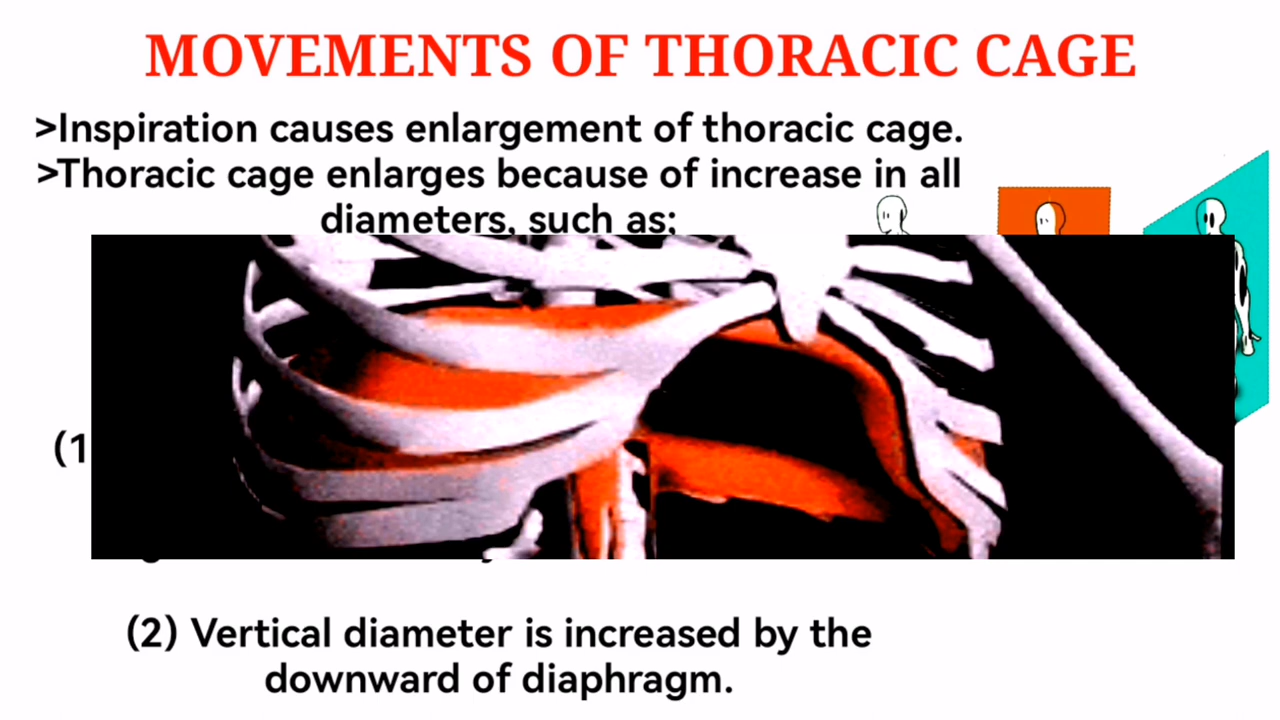 MOVEMENTS OF THORACIC CAGE
>Inspiration causes enlargement of thoracic cage.
>Thoracic cage enlarges because of increase in all
diameters, such as;
(1
(2) Vertical diameter is increased by the
downward of diaphragm.